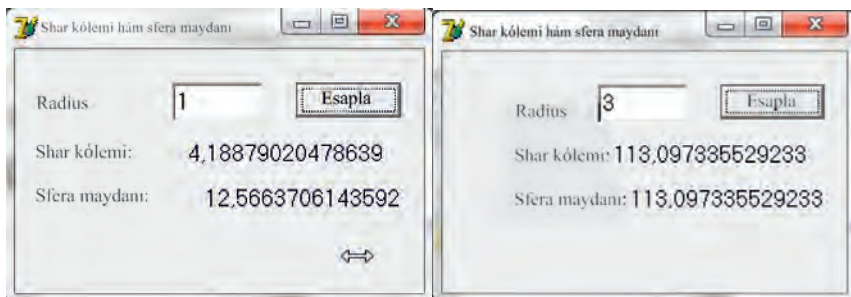 Shar kólemi hám sfera maydanı
Radius 1 Esapla
Shar kólemi: 4,18879020478639
Sfera maydanı: 12,5663706143592
Shar kólemi hám sfera maydanı
Radius 3 Esapla
Shar kólemi: 113,097335529233
Sfera maydanı: 113,097335529233